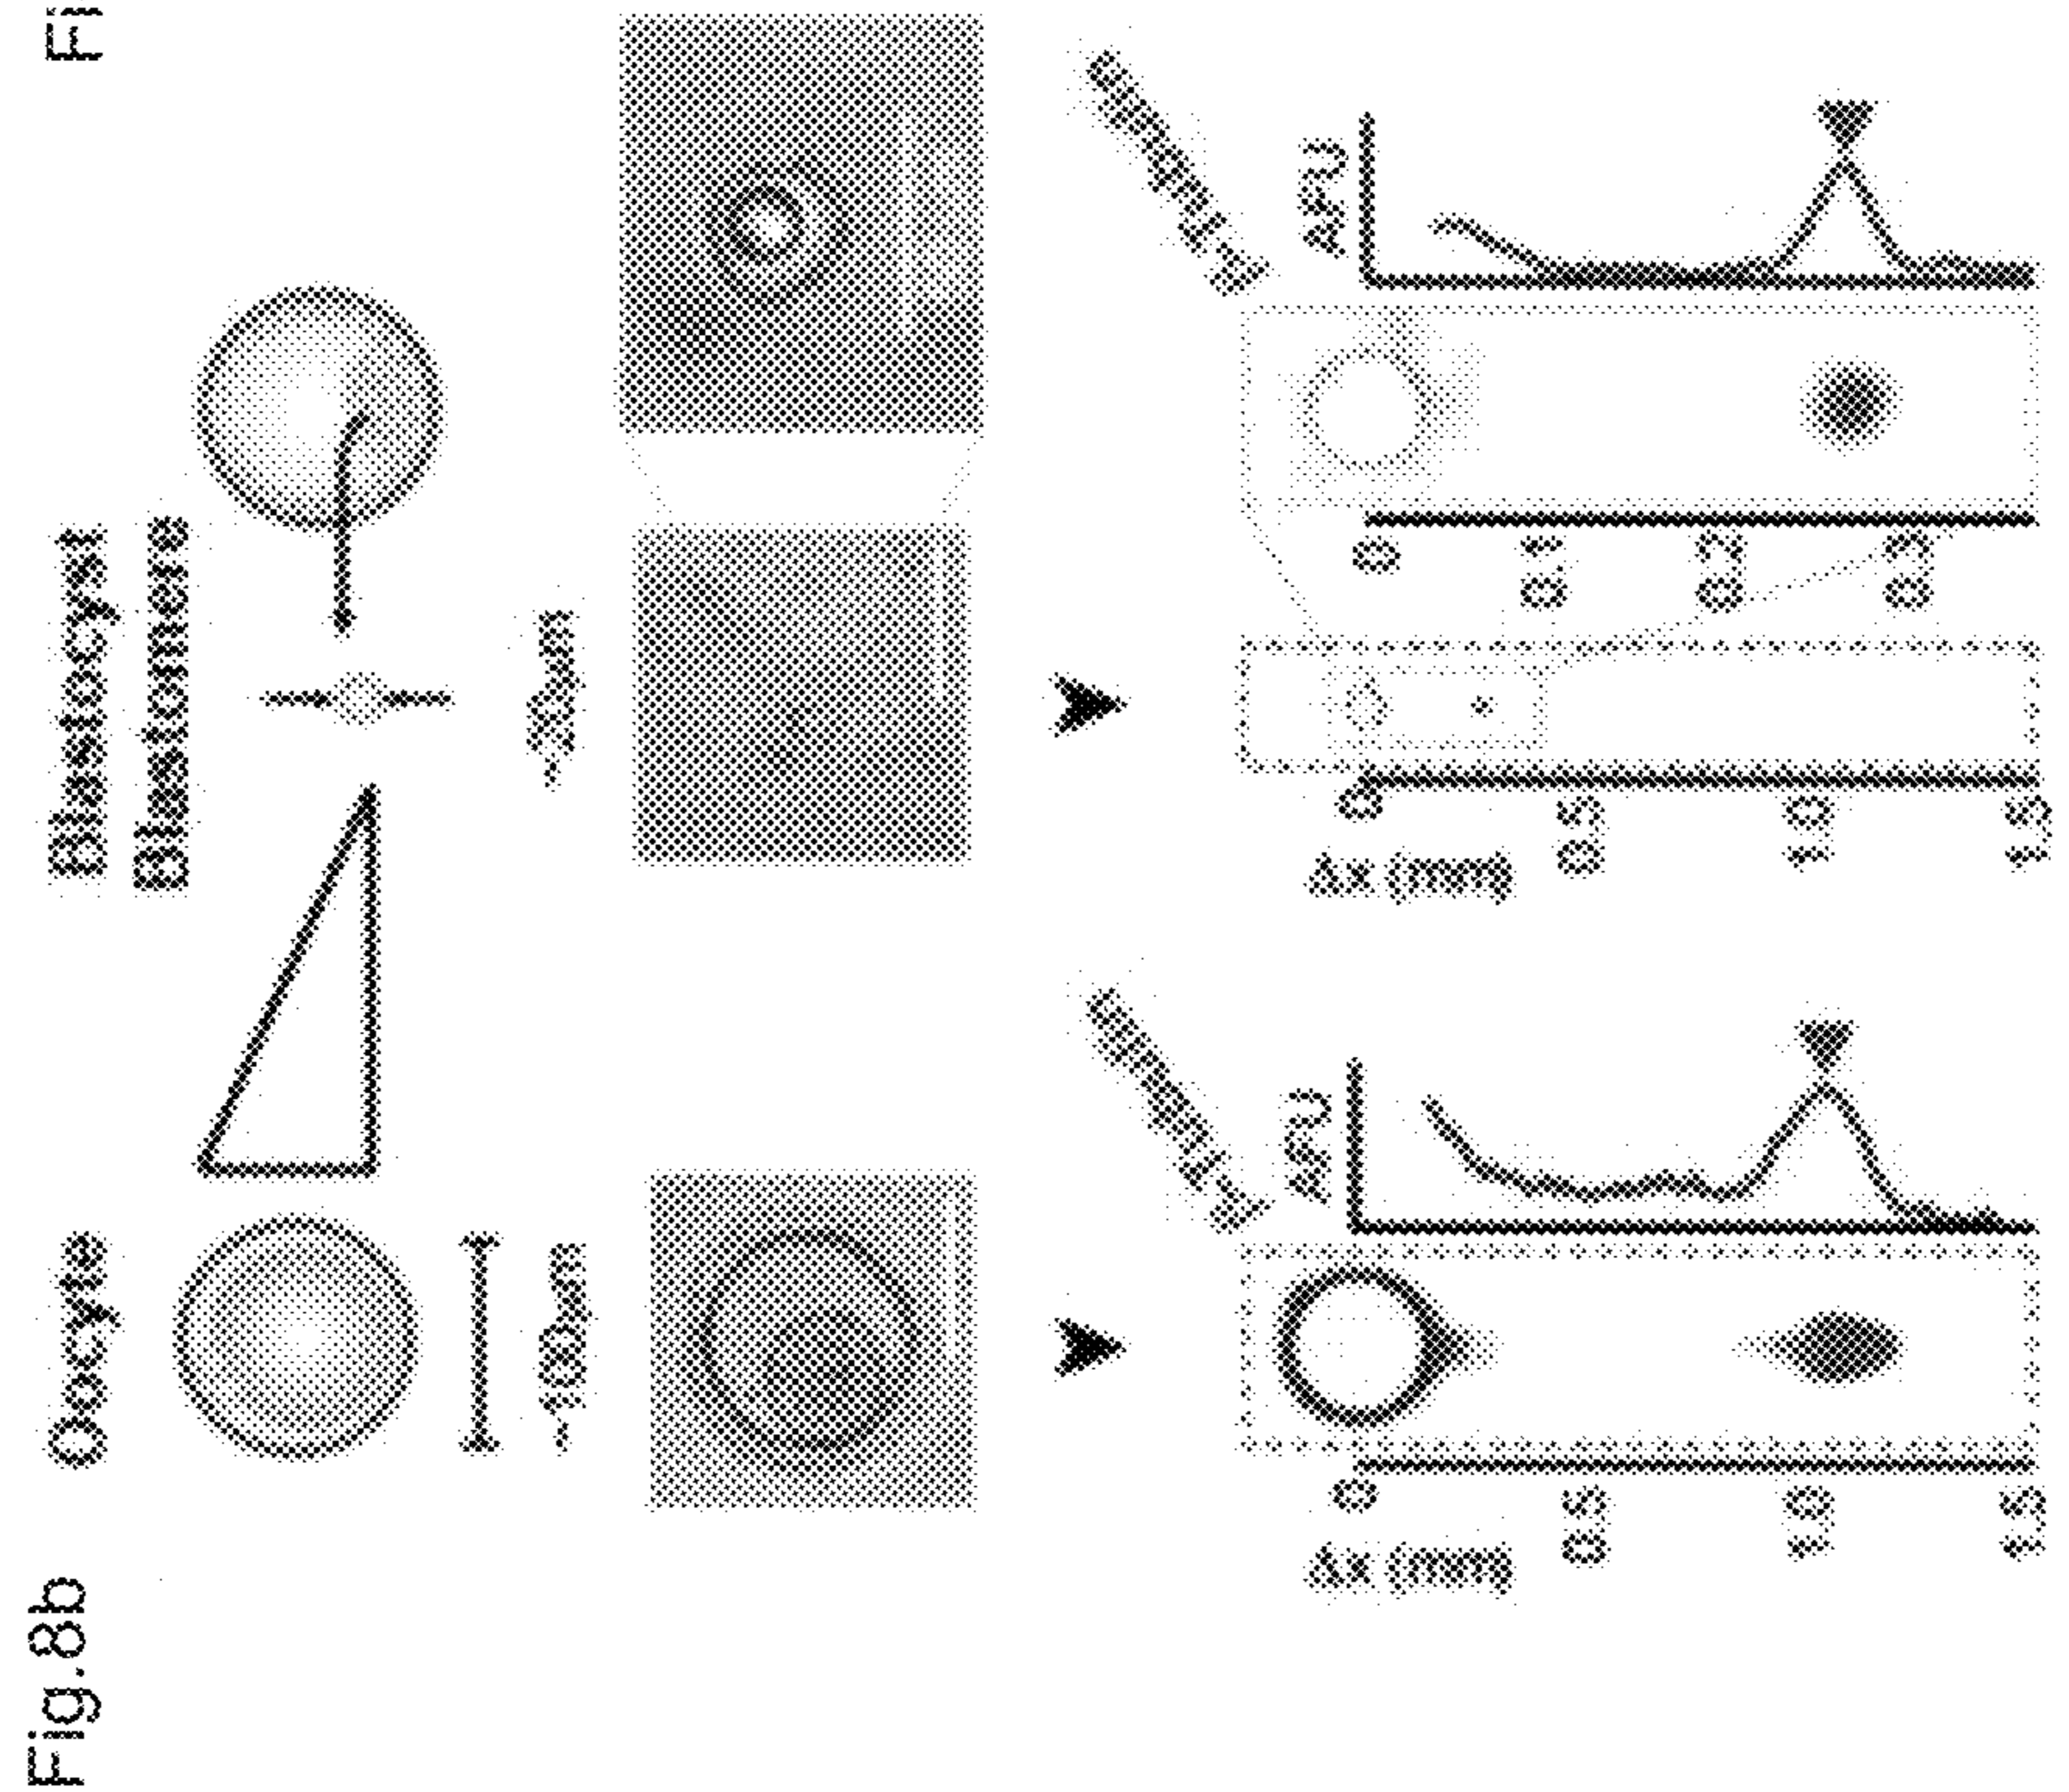 Fig.8b
Oocyte
Blastocyst
Blastomere
~100µm
~20µm
Δx (mm)
0
0.5
1.0
1.5
AFU
Δx (mm)
0
0.5
1.0
1.5
0
0.1
0.2
0.3
AFU